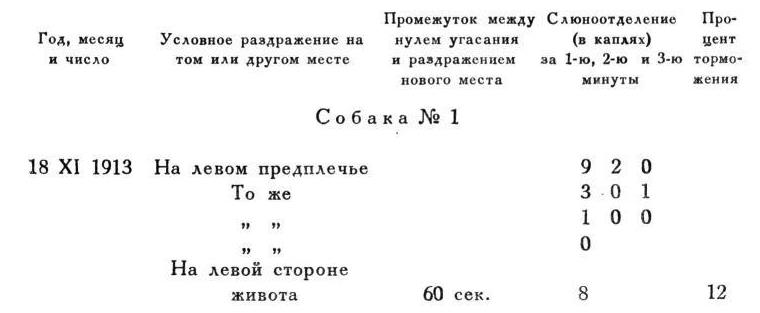 Год, месяц и число	Условное раздражение на том или другом месте	Промежуток между нулем угасания и раздражением нового места	Слюноотделение (в каплях) за 1-ю, 2-ю и 3-ю минуты	Процент торможения
Собака № 1
18 XI 1913 На левом предплечье 9 2 0
То же 3 0 1
„ „ 1 0 0
„ „ 0
На левой стороне
живота 60 сек. 8 12